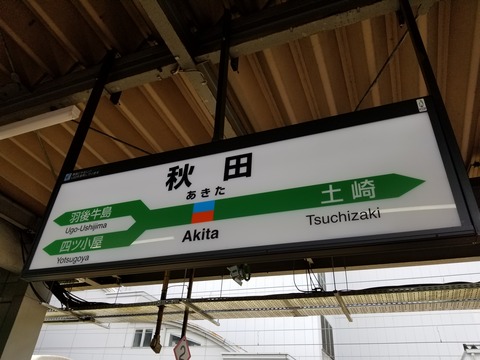 秋田
あきた
羽後牛島
Ugo-Ushijima
四ツ小屋
Yotsugoya
Akita
土崎
Tsuchizaki
2